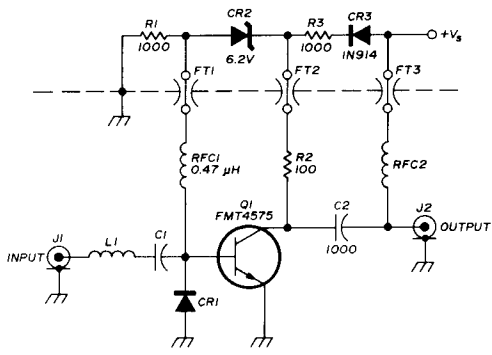 R1
1000
CR2
6.2V
R3
1000
CR3
1N914
+Vs
FT1
FT2
FT3
RFC1
0.47 µH
R2
100
RFC2
Q1
FMT4575
C2
1000
J2
OUTPUT
J1
INPUT
L1
C1
CR1